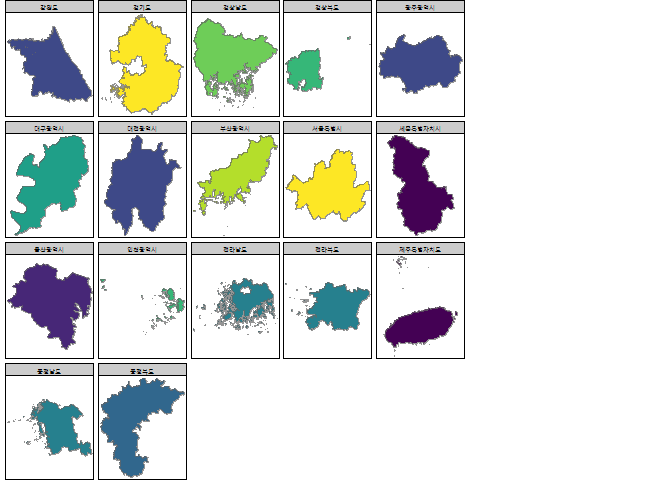 강원도
경기도
경상남도
경상북도
광주광역시
대구광역시
대전광역시
부산광역시
서울특별시
세종특별자치시
울산광역시
인천광역시
전라남도
전라북도
제주특별자치도
충청남도
충청북도